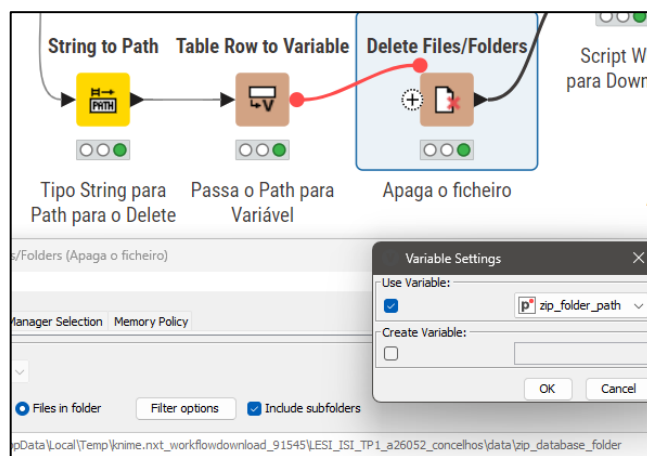 String to Path
Table Row to Variable
Delete Files/Folders
PATH
V
Tipo String para
Path para o Delete
Passa o Path para
Variável
Apaga o ficheiro
Script W
para Down
s/Folders (Apaga o ficheiro)
Manager Selection
Memory Policy
Files in folder
Filter options
Include subfolders
ppData\Local\Temp\knime.nxt_workflowdownload_91545\LESI_ISI_TP1_a26052_concelhos\data\zip_database_folder
Variable Settings
Use Variable:
zip_folder_path
Create Variable:
OK
Cancel